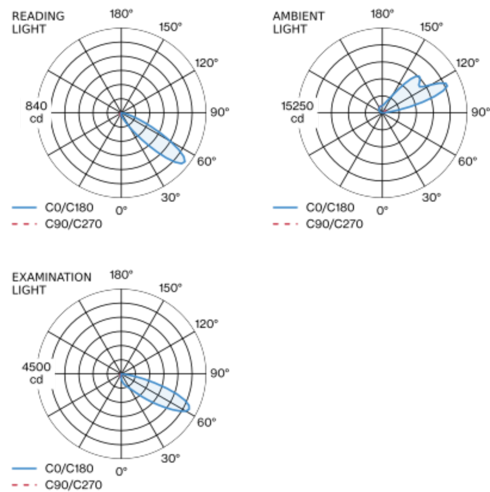 READING
LIGHT
180°
150°
120°
840
cd
90°
60°
30°
0°
C0/C180
C90/C270
AMBIENT
LIGHT
180°
150°
120°
15250
cd
90°
60°
30°
0°
C0/C180
C90/C270
EXAMINATION
LIGHT
180°
150°
120°
4500
cd
90°
60°
30°
0°
C0/C180
C90/C270